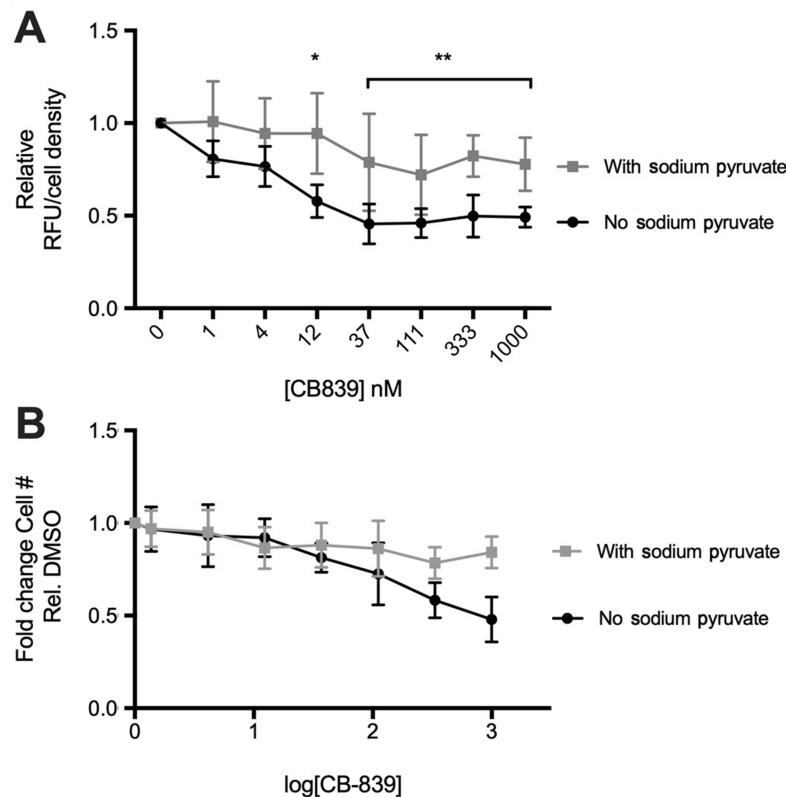 A
1.5
1.0
0.5
0.0
Relative
RFU/cell density
*
**
With sodium pyruvate
No sodium pyruvate
0
1
4
12
37
111
333
1000
[CB839] nM
B
1.5
1.0
0.5
0.0
Fold change Cell #
Rel. DMSO
With sodium pyruvate
No sodium pyruvate
0
1
2
3
log[CB-839]